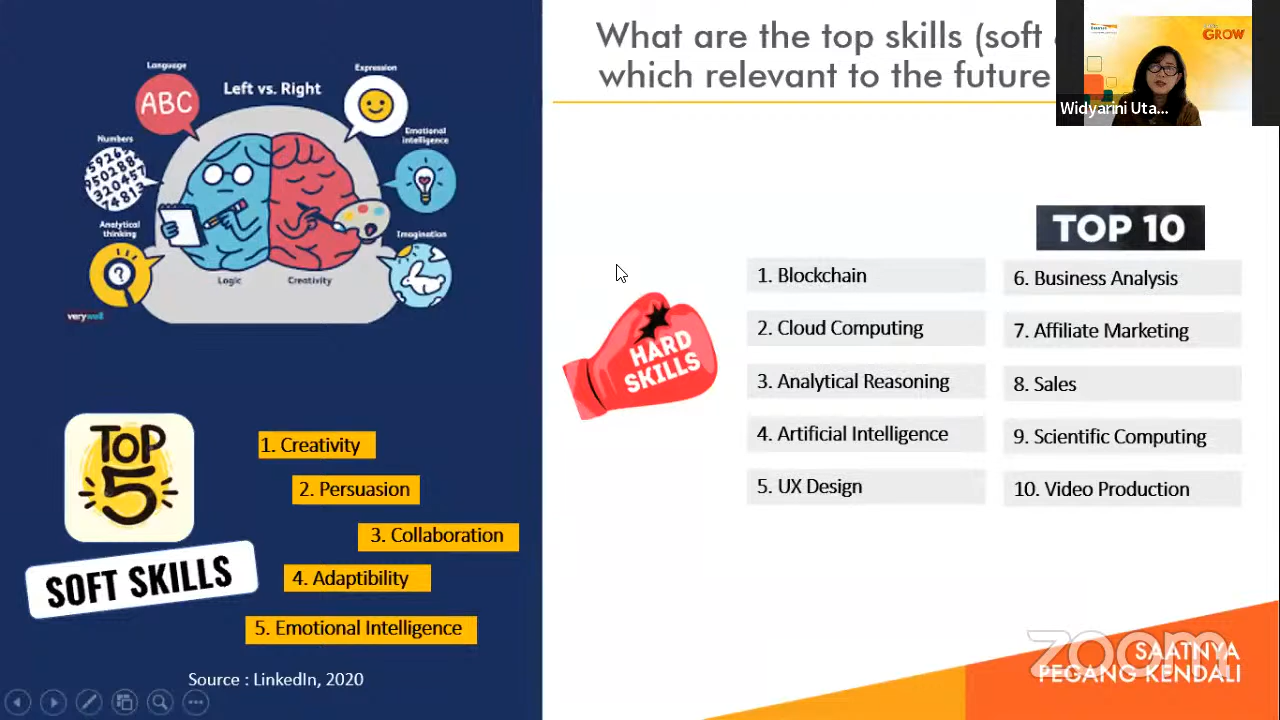 What are the top skills (soft
which relevant to the future
GROW
Widyarini Uta...
Left vs. Right
Language
ABC
Expression
Numbers
Emotional
intelligence
Analytical
thinking
Imagination
Logic
Creativity
verywell
TOP
5
SOFT SKILLS
1. Creativity
2. Persuasion
3. Collaboration
4. Adaptibility
5. Emotional Intelligence
Source : LinkedIn, 2020
HARD
SKILLS
TOP 10
1. Blockchain
2. Cloud Computing
3. Analytical Reasoning
4. Artificial Intelligence
5. UX Design
6. Business Analysis
7. Affiliate Marketing
8. Sales
9. Scientific Computing
10. Video Production
zoom
SAATNYA
PEGANG KENDALI